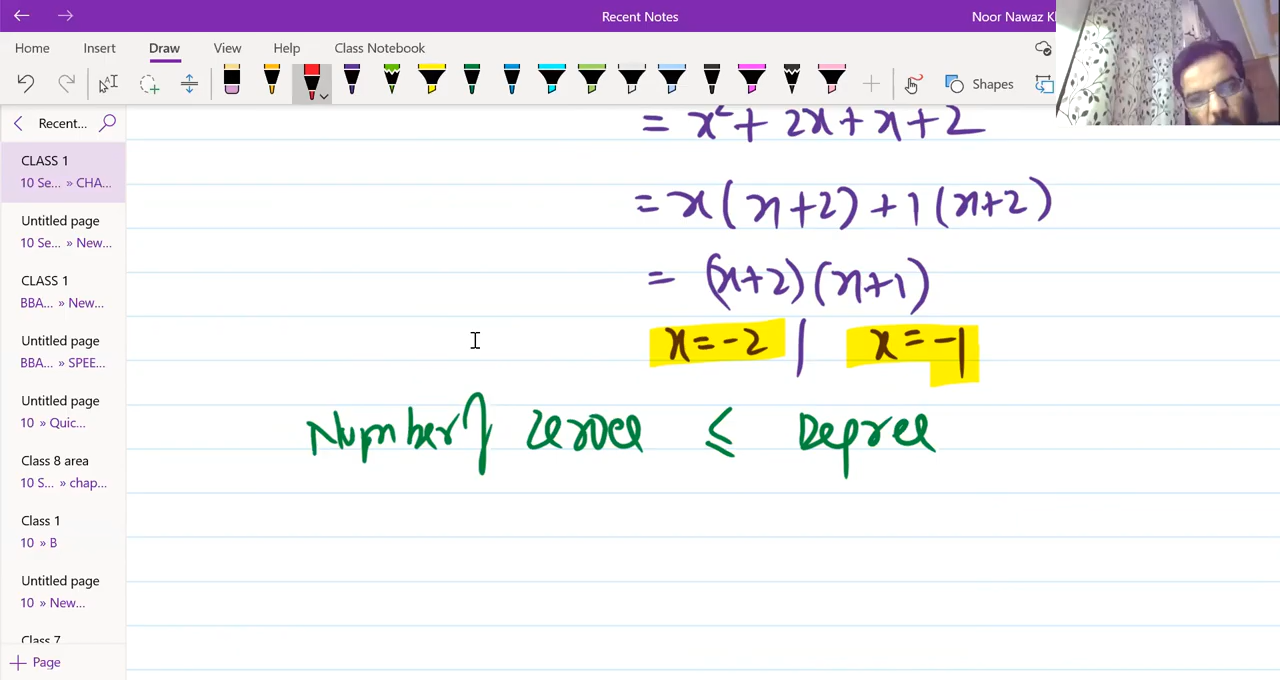 Recent Notes
Noor Nawaz Kh
Home Insert Draw View Help Class Notebook
Shapes
Recent...
CLASS 1
10 Se... » CHA...
Untitled page
10 Se... » New...
CLASS 1
BBA... » New...
Untitled page
BBA... » SPEE...
Untitled page
10 » Quic...
Class 8 area
10 S... » chap...
Class 1
10 » B
Untitled page
10 » New...
Class 7
Page
= x² + 2x + x + 2
= x(x+2) + 1(x+2)
= (x+2)(x+1)
x = -2 | x = -1
Number of zeroes ≤ Degree